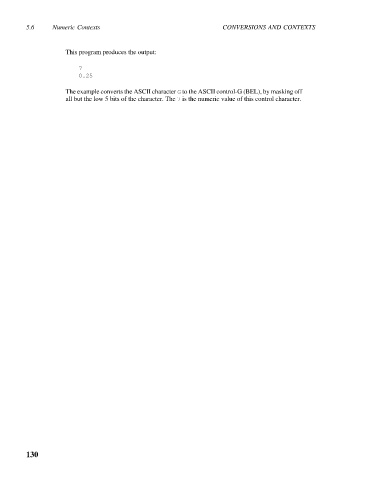 5.6 Numeric Contexts CONVERSIONS AND CONTEXTS
This program produces the output:
7
0.25
The example converts the ASCII character G to the ASCII control-G (BEL), by masking off
all but the low 5 bits of the character. The 7 is the numeric value of this control character.
130